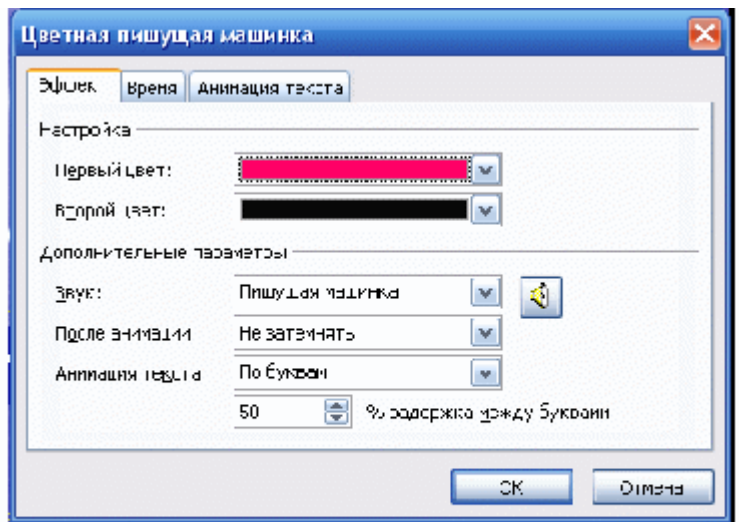 Цветная пишущая машинка
Эффект Время Анимация текста
Настройка
Первый цвет:
Второй цвет:
Дополнительные параметры
Звук: Пишущая машинка
После анимации Не затемнять
Анимация текста По буквам
50 % задержка между буквами
ОК Отмена